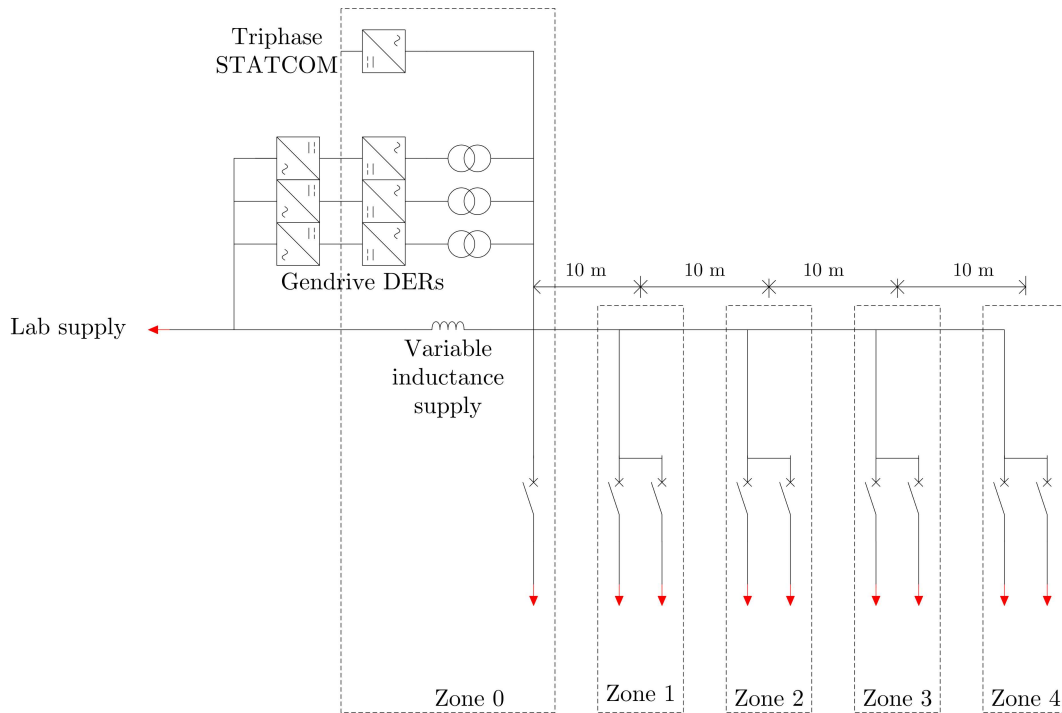 Triphase
STATCOM
Gendrive DERs
10 m
10 m
10 m
10 m
Lab supply
Variable
inductance
supply
Zone 0
Zone 1
Zone 2
Zone 3
Zone 4